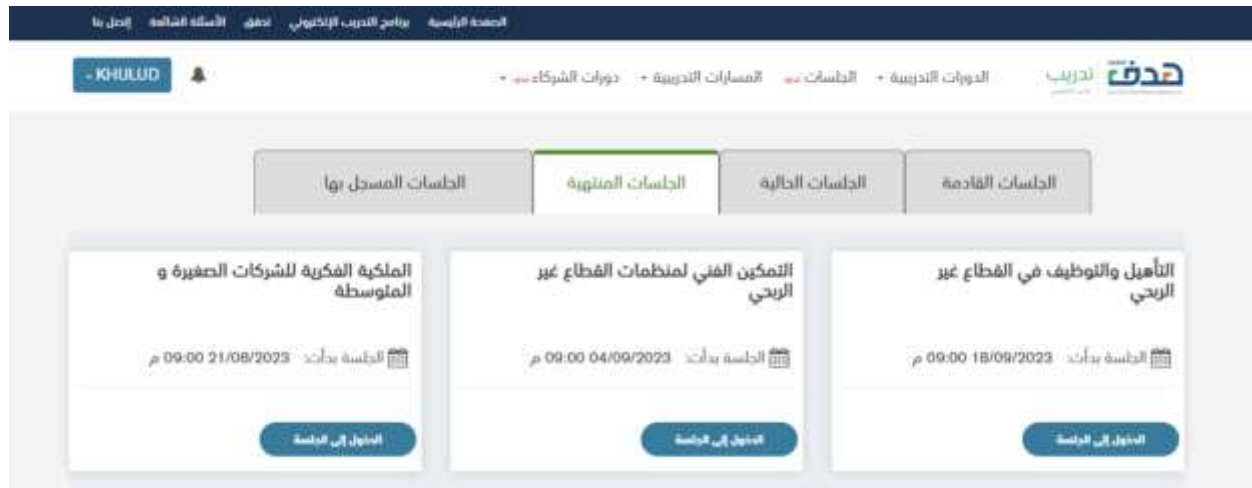 الصفحة الرئيسية برنامج التدريب الإلكتروني تحقق الأسئلة الشائعة إتصل بنا
هدف تدريب الدورات التدريبية الجلسات المسارات التدريبية دورات الشركاء KHULUD
الجلسات القادمة الجلسات الحالية الجلسات المنتهية الجلسات المسجل بها
التأهيل والتوظيف في القطاع غير
الربحي
الجلسة بدأت: 18/09/2023 09:00 م
الدخول إلى الجلسة
التمكين الفني لمنظمات القطاع غير
الربحي
الجلسة بدأت: 04/09/2023 09:00 م
الدخول إلى الجلسة
الملكية الفكرية للشركات الصغيرة و
المتوسطة
الجلسة بدأت: 21/08/2023 09:00 م
الدخول إلى الجلسة